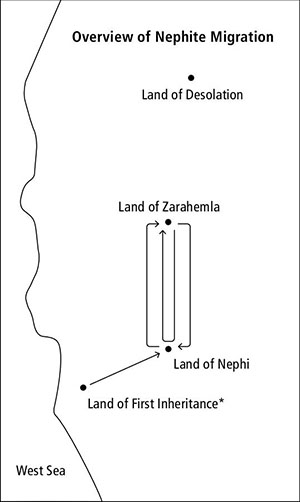 Overview of Nephite Migration
Land of Desolation
Land of Zarahemla
Land of Nephi
Land of First Inheritance*
West Sea